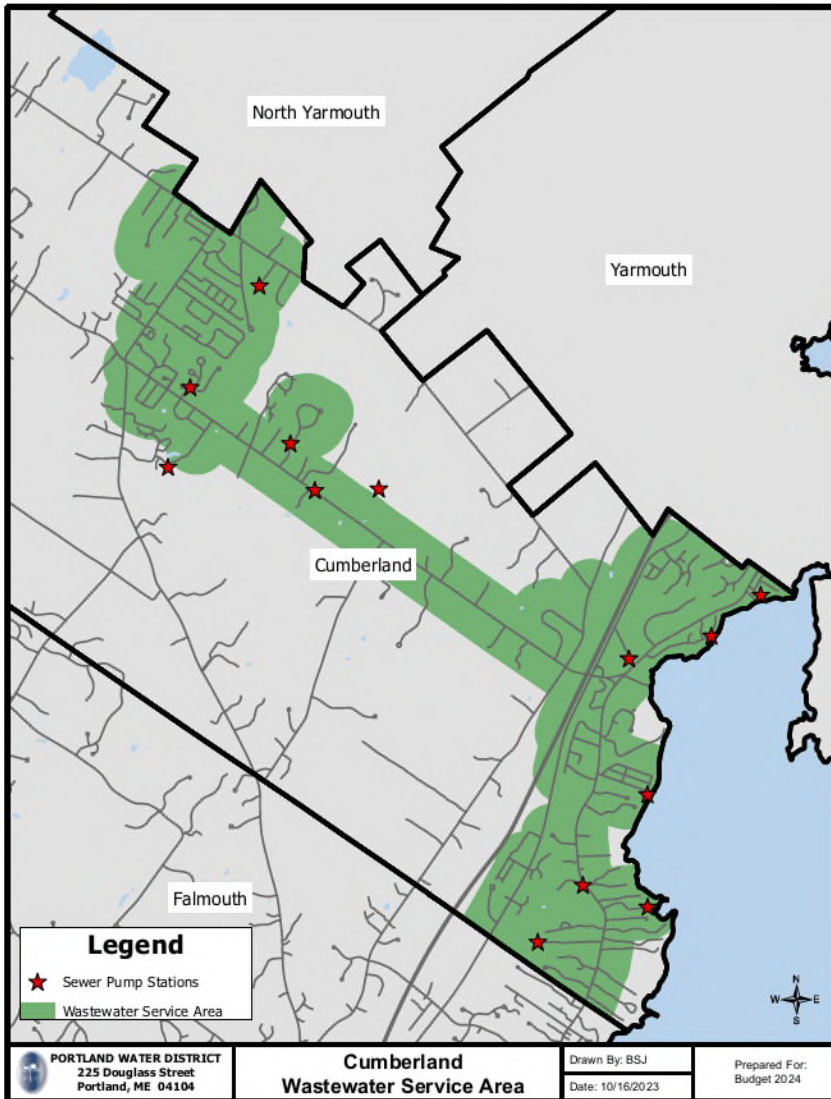 North Yarmouth
Yarmouth
Cumberland
Falmouth
Legend
Sewer Pump Stations
Wastewater Service Area
N
W E
S
PORTLAND WATER DISTRICT
225 Douglass Street
Portland, ME 04104
Cumberland
Wastewater Service Area
Drawn By: BSJ
Date: 10/16/2023
Prepared For:
Budget 2024